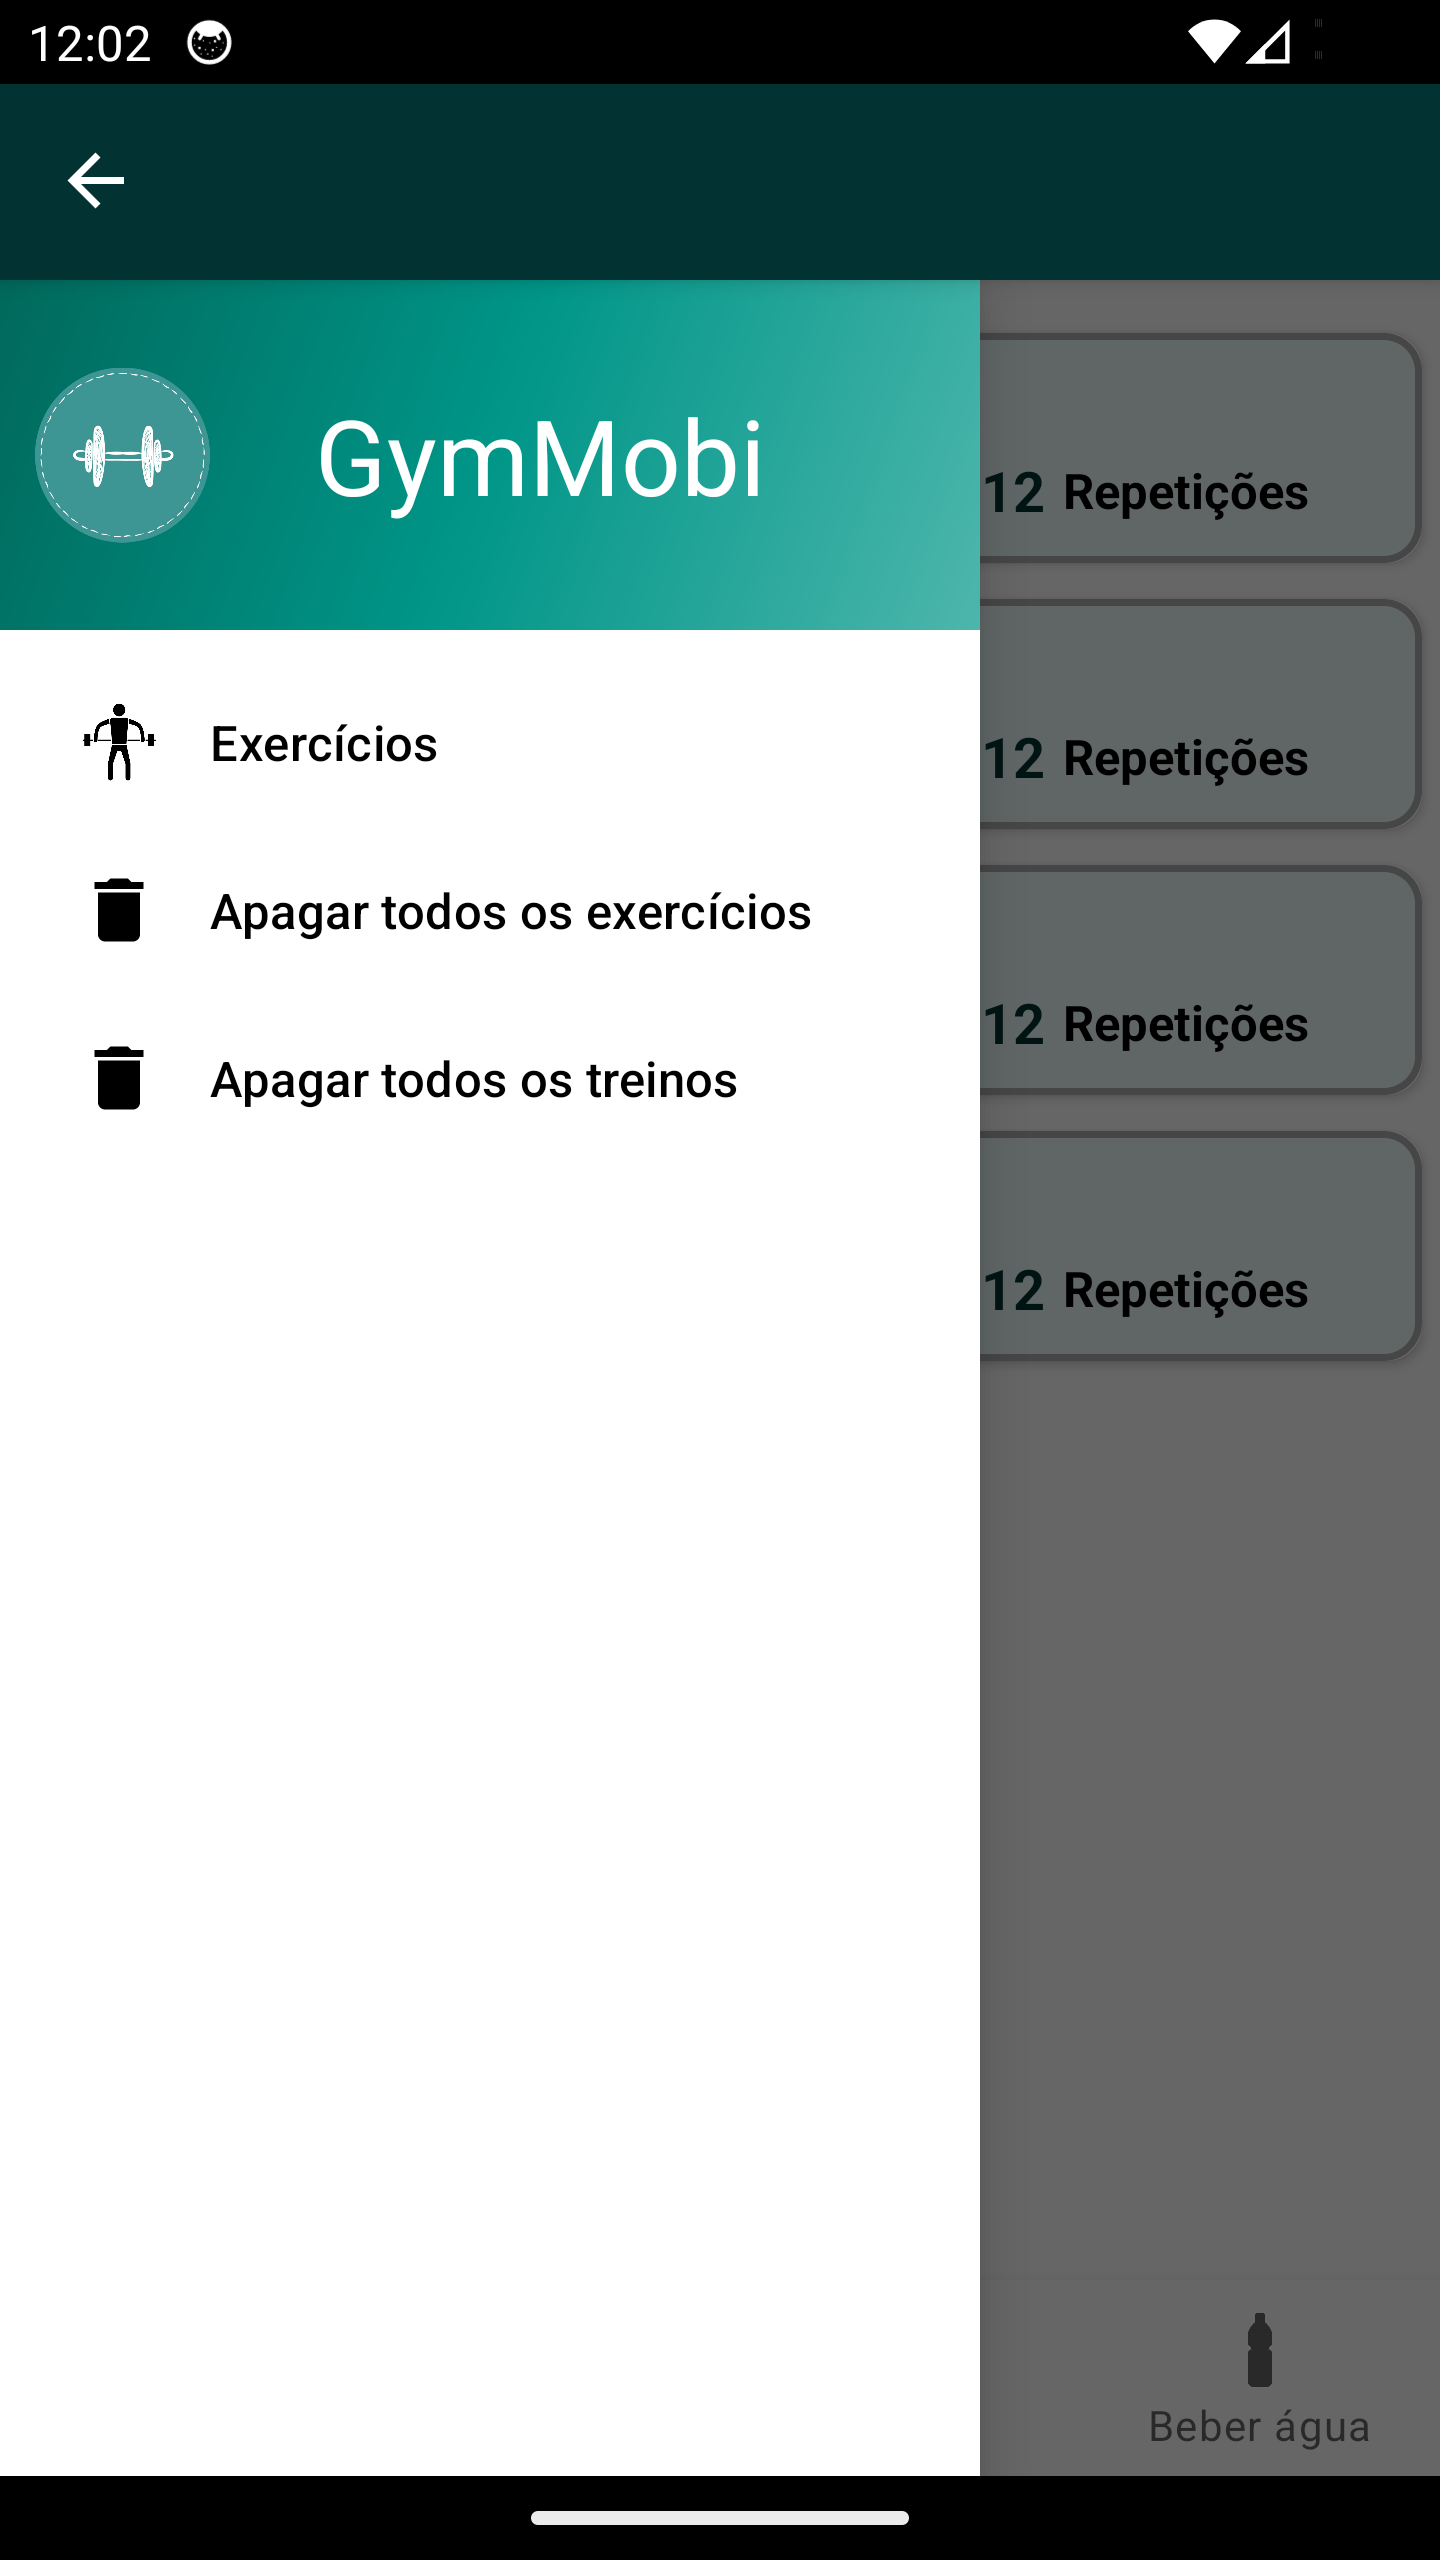 12:02
GymMobi
Exercícios
Apagar todos os exercícios
Apagar todos os treinos
12 Repetições
12 Repetições
12 Repetições
12 Repetições
Beber água